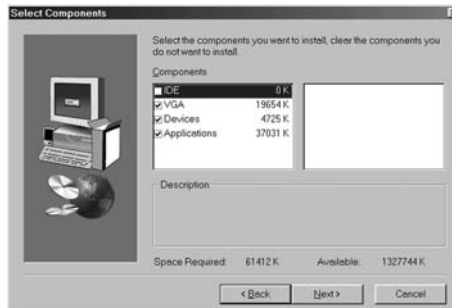 Select Components
Select the components you want to install, clear the components you
do not want to install.
Components
IDE 0 K
VGA 19654 K
Devices 4725 K
Applications 37031 K
Description
Space Required: 61412 K Available: 1327744 K
< Back Next > Cancel